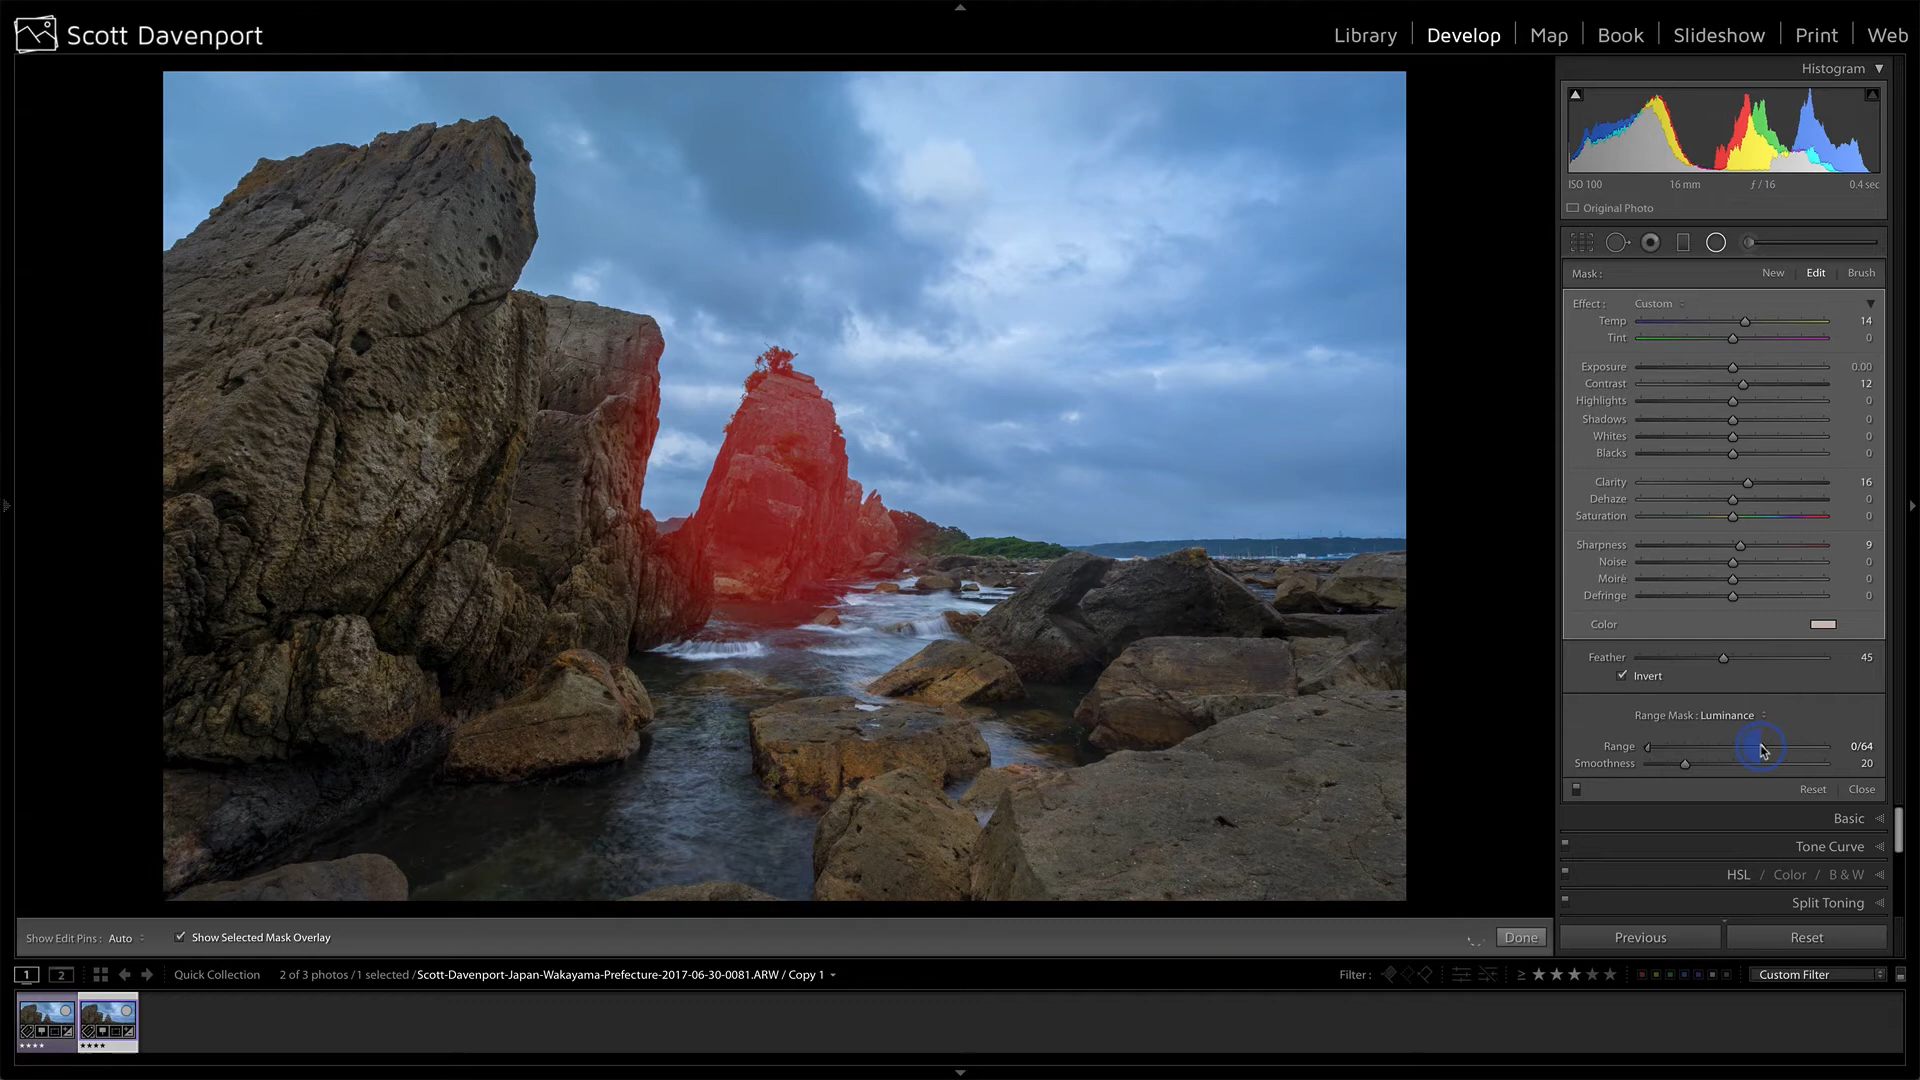 Scott Davenport
Library Develop Map Book Slideshow Print Web
Histogram
ISO 100 16 mm ƒ / 16 0.4 sec
Original Photo
Mask : New Edit Brush
Effect : Custom
Temp 14
Tint 0
Exposure 0.00
Contrast 12
Highlights 0
Shadows 0
Whites 0
Blacks 0
Clarity 16
Dehaze 0
Saturation 0
Sharpness 9
Noise 0
Moiré 0
Defringe 0
Color
Feather 45
Invert
Range Mask : Luminance
Range 0/64
Smoothness 20
Reset Close
Basic
Tone Curve
HSL / Color / B & W
Split Toning
Show Edit Pins : Auto Show Selected Mask Overlay Done
Previous Reset
1 2 Quick Collection 2 of 3 photos / 1 selected / Scott-Davenport-Japan-Wakayama-Prefecture-2017-06-30-0081.ARW / Copy 1 Filter : ≥ ★★★★★ Custom Filter
★★★★ ★★★★